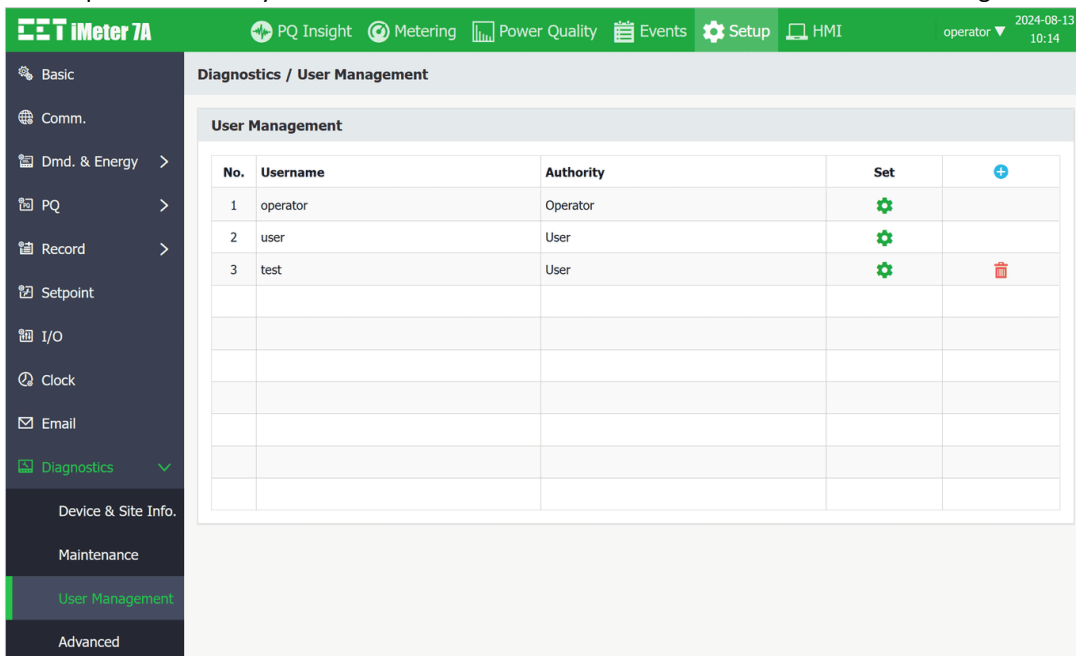 CET iMeter 7A
PQ Insight Metering Power Quality Events Setup HMI operator 2024-08-13
10:14
Basic
Comm.
Dmd. & Energy
PQ
Record
Setpoint
I/O
Clock
Email
Diagnostics
Device & Site Info.
Maintenance
User Management
Advanced
Diagnostics / User Management
User Management
No. Username Authority Set
1 operator Operator
2 user User
3 test User